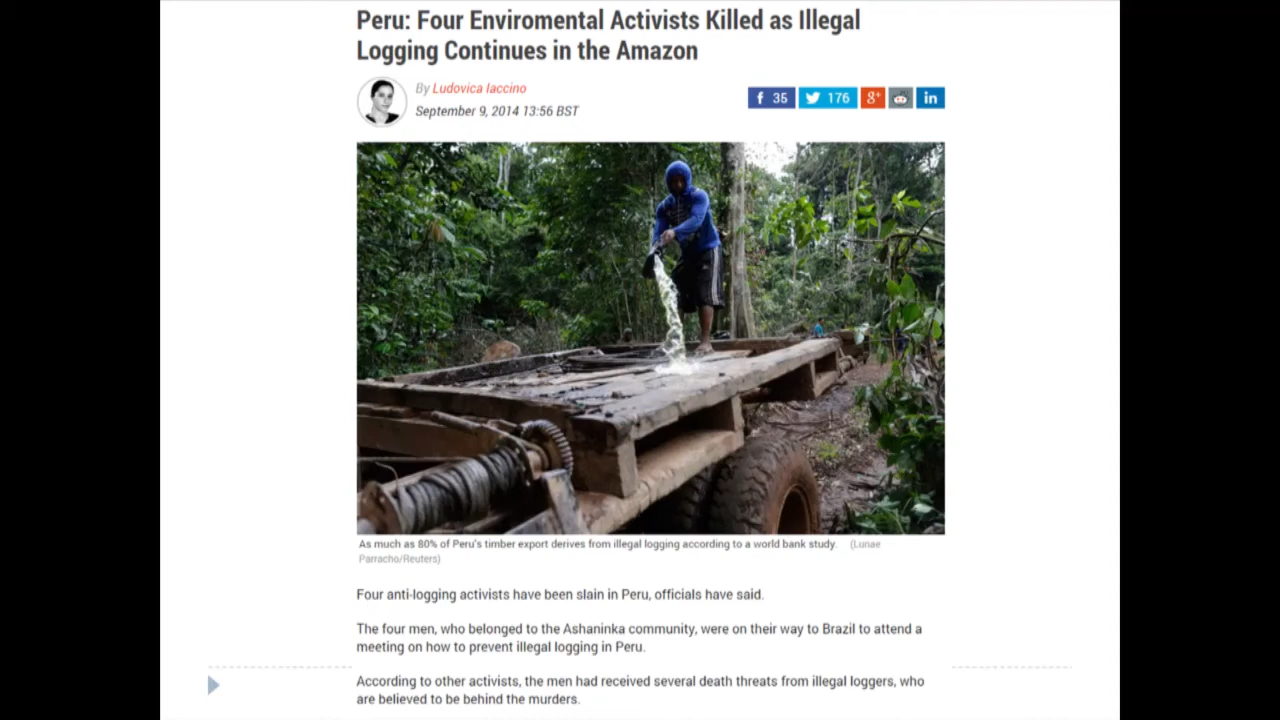 Peru: Four Enviromental Activists Killed as Illegal
Logging Continues in the Amazon
By Ludovica Iaccino
September 9, 2014 13:56 BST
f 35
176
g+
in
As much as 80% of Peru's timber export derives from illegal logging according to a world bank study. (Lunae
Parracho/Reuters)
Four anti-logging activists have been slain in Peru, officials have said.
The four men, who belonged to the Ashaninka community, were on their way to Brazil to attend a
meeting on how to prevent illegal logging in Peru.
According to other activists, the men had received several death threats from illegal loggers, who
are believed to be behind the murders.